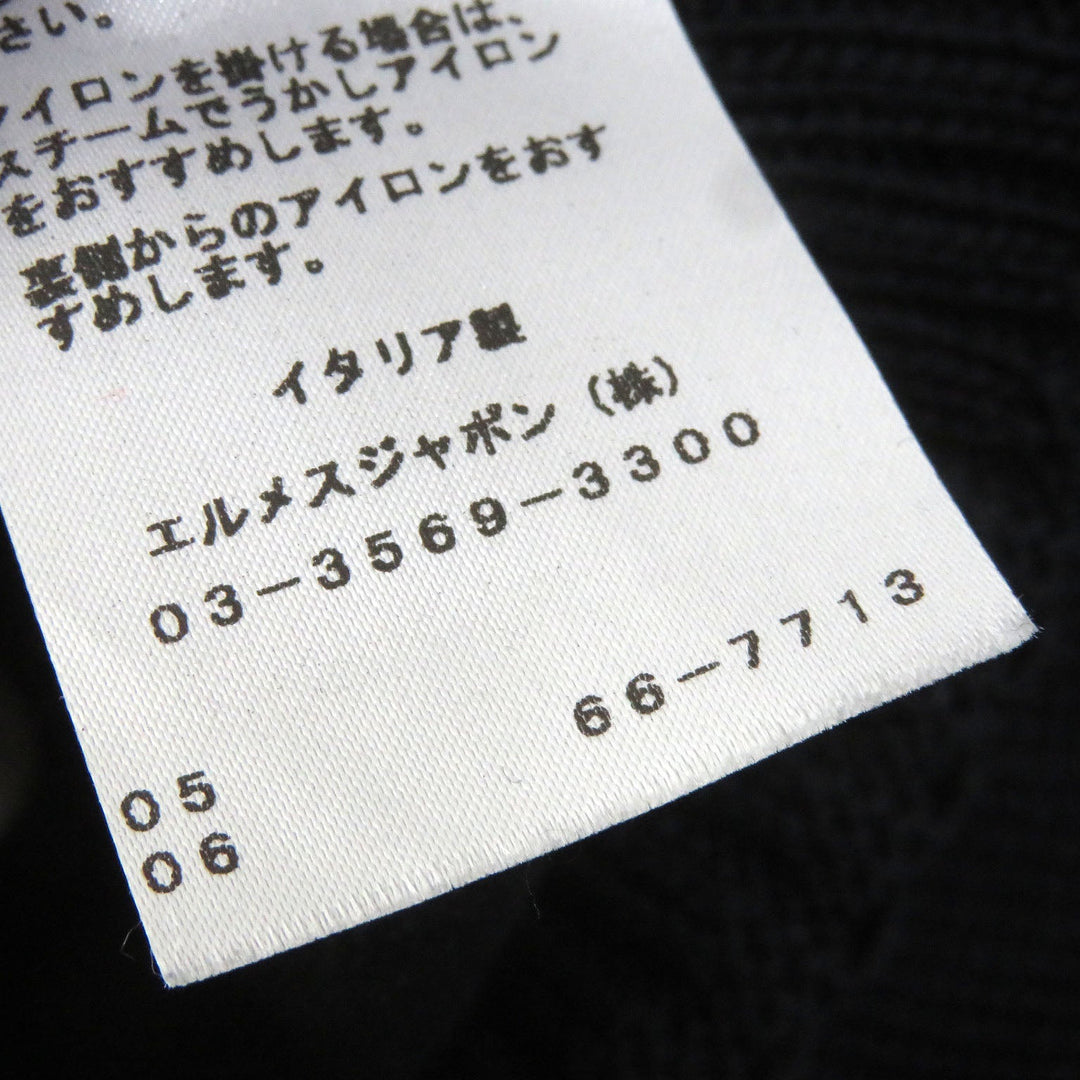 さい。
アイロンを掛ける場合は、
スチームでうかしアイロン
をおすすめします。
裏側からのアイロンをおす
すめします。
イタリア製
エルメスジャポン（株）
03－3569－3300
66－7713
05
06